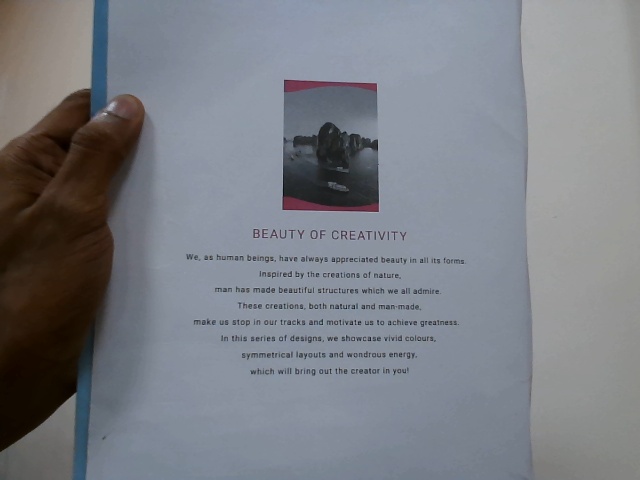 BEAUTY OF CREATIVITY
We, as human beings, have always appreciated beauty in all its forms.
Inspired by the creations of nature,
man has made beautiful structures which we all admire.
These creations, both natural and man-made,
make us stop in our tracks and motivate us to achieve greatness.
In this series of designs, we showcase vivid colours,
symmetrical layouts and wondrous energy,
which will bring out the creator in you!